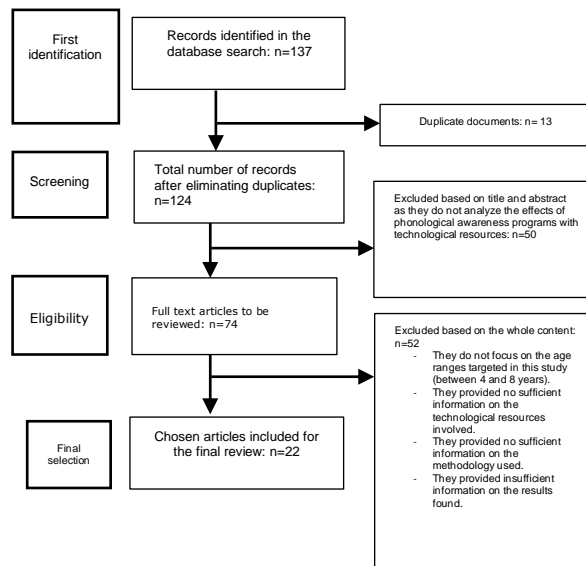 First
identification
Records identified in the
database search: n=137
Duplicate documents: n= 13
Screening
Total number of records
after eliminating duplicates:
n=124
Excluded based on title and abstract
as they do not analyze the effects of
phonological awareness programs with
technological resources: n=50
Eligibility
Full text articles to be
reviewed: n=74
Excluded based on the whole content:
n=52
- They do not focus on the age
ranges targeted in this study
(between 4 and 8 years).
- They provided no sufficient
information on the
technological resources
involved.
- They provided no sufficient
information on the
methodology used.
- They provided insufficient
information on the results
found.
Final
selection
Chosen articles included for
the final review: n=22